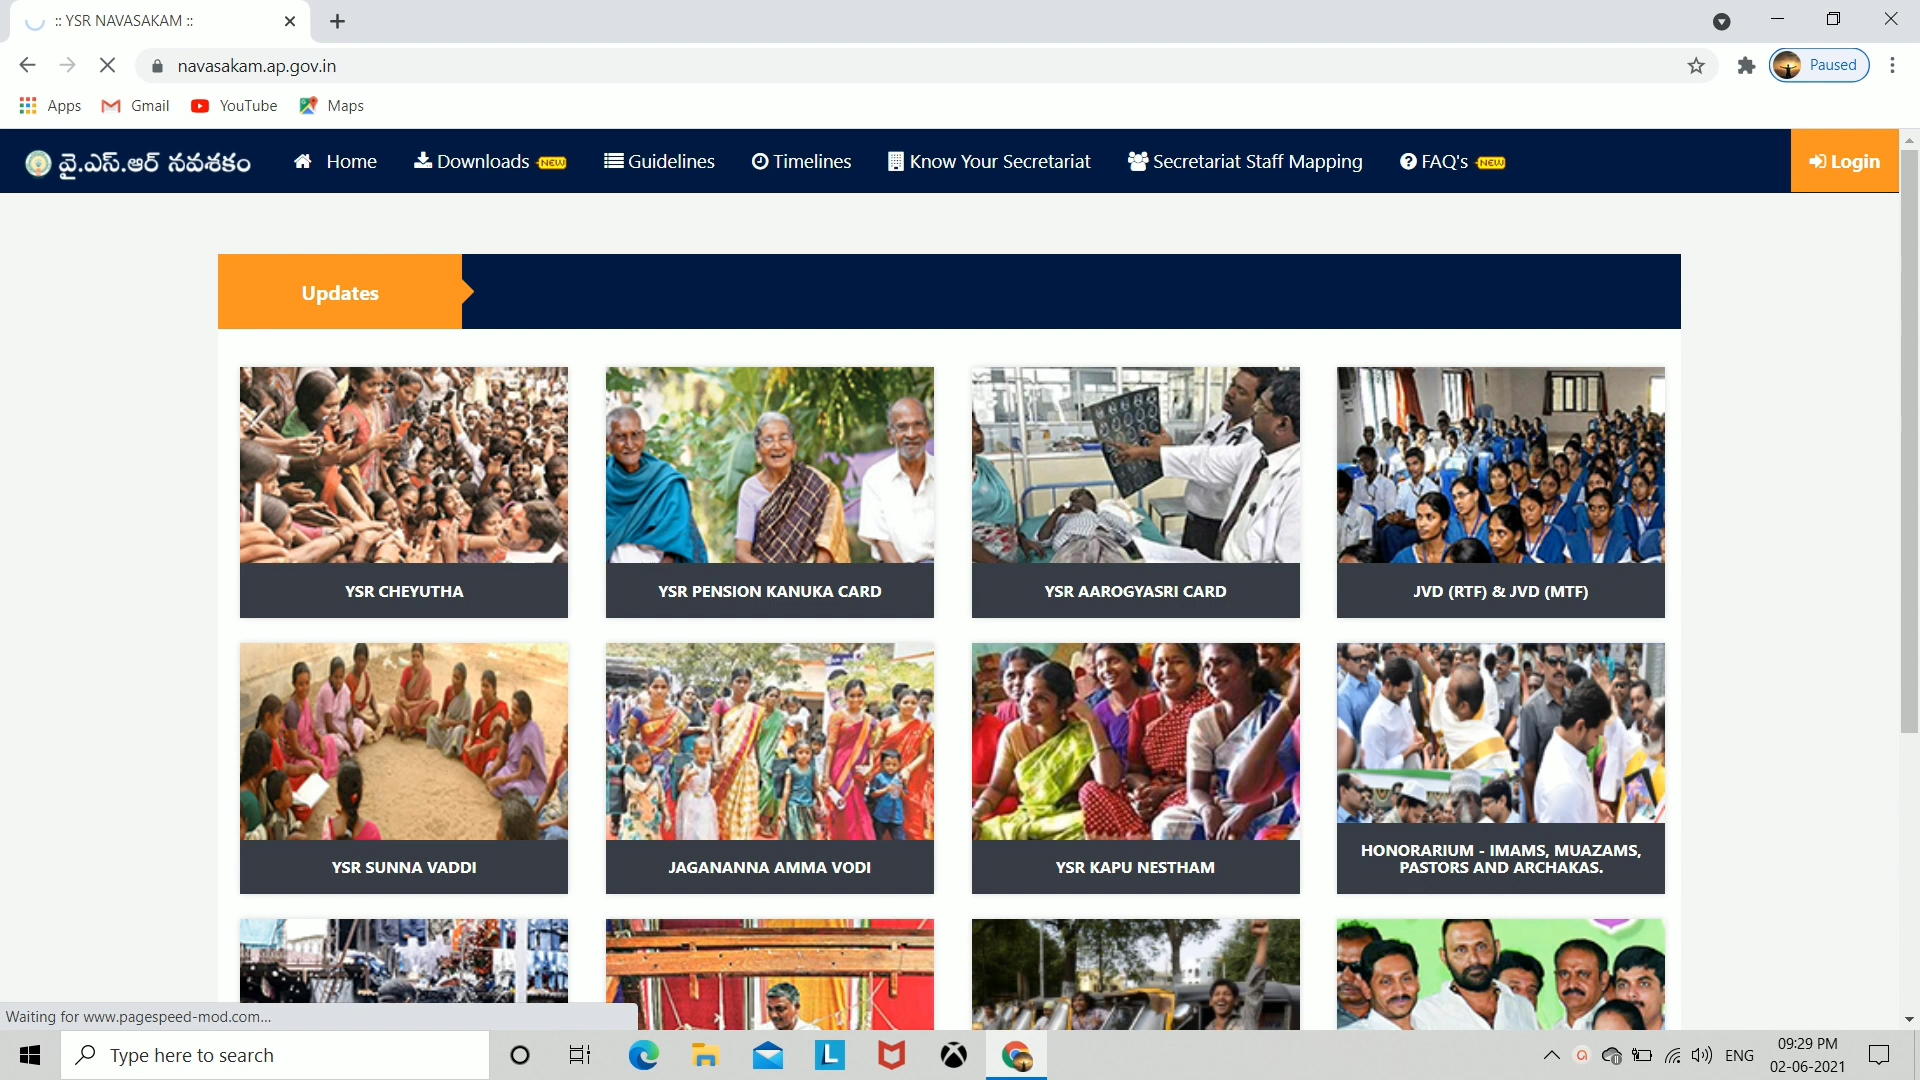 :: YSR NAVASAKAM ::
navasakam.ap.gov.in
Paused
Apps Gmail YouTube Maps
వై.ఎస్.ఆర్ నవశకం Home Downloads NEW Guidelines Timelines Know Your Secretariat Secretariat Staff Mapping FAQ's NEW Login
Updates
YSR CHEYUTHA YSR PENSION KANUKA CARD YSR AAROGYASRI CARD JVD (RTF) & JVD (MTF)
YSR SUNNA VADDI JAGANANNA AMMA VODI YSR KAPU NESTHAM HONORARIUM - IMAMS, MUAZAMS,
PASTORS AND ARCHAKAS.
Waiting for www.pagespeed-mod.com...
Type here to search ENG 09:29 PM
02-06-2021